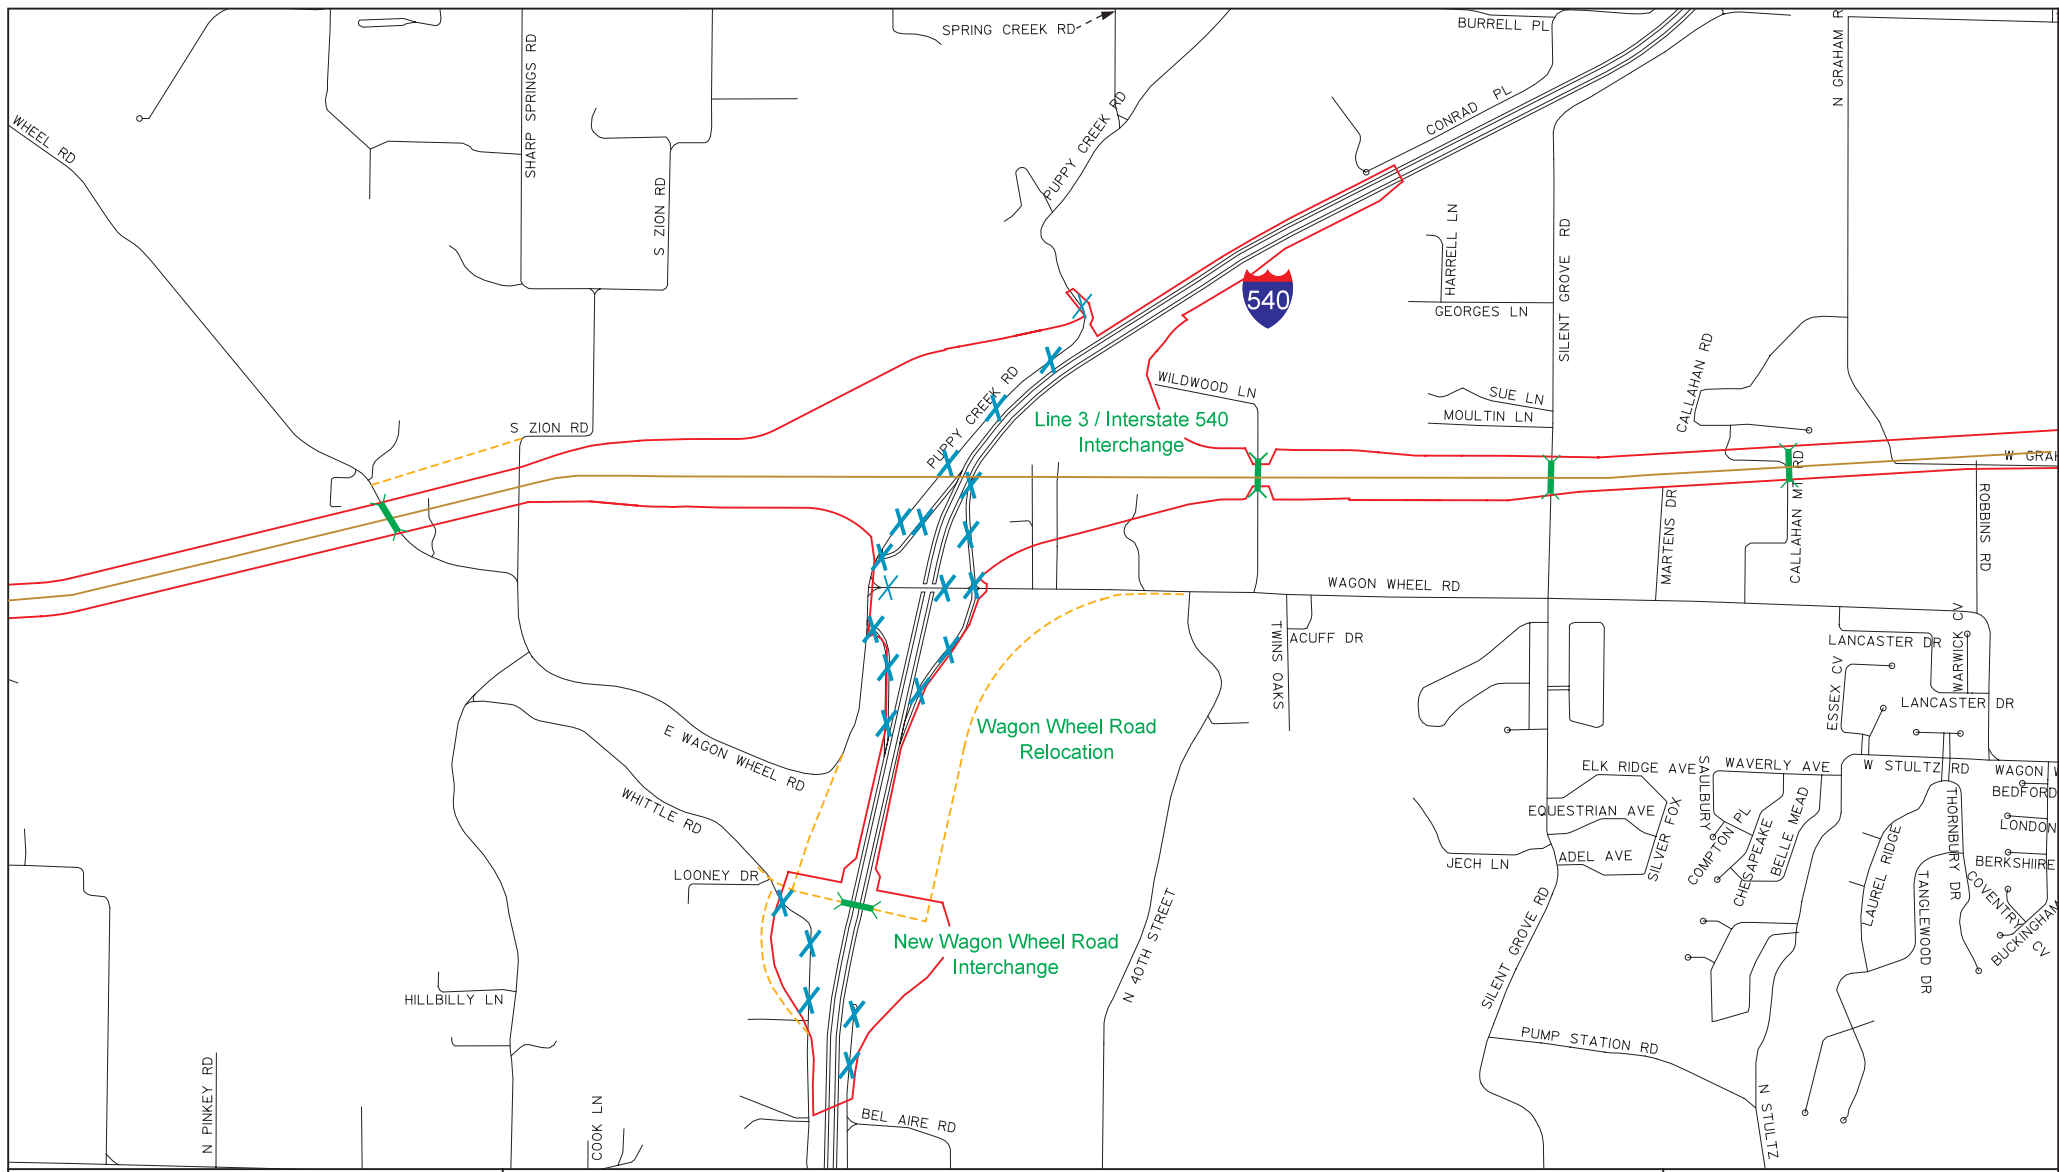 SPRING CREEK RD
BURRELL PL
N GRAHAM R
WHEEL RD
SHARP SPRINGS RD
PUPPY CREEK RD
CONRAD PL
S ZION RD
HARRELL LN
SILENT GROVE RD
540
GEORGES LN
CALLAHAN RD
WILDWOOD LN
SUE LN
MOULTIN LN
PUPPY CREEK RD
Line 3 / Interstate 540
Interchange
S ZION RD
W GRAH
CALLAHAN MT RD
MARTENS DR
ROBBINS RD
WAGON WHEEL RD
TWINS OAKS
ACUFF DR
LANCASTER DR
WARWICK CV
ESSEX CV
LANCASTER DR
E WAGON WHEEL RD
Wagon Wheel Road
Relocation
WHITTLE RD
ELK RIDGE AVE
SAULBURY
WAVERLY AVE
W STULTZ RD
WAGON W
BEDFORD
EQUESTRIAN AVE
SILVER FOX
COMPTON PL
CHESAPEAKE
BELLE MEAD
THORNBURY DR
LONDON
JECH LN
ADEL AVE
LAUREL RIDGE
BERKSHIIRE
LOONEY DR
TANGLEWOOD DR
COVENTRY CV
BUCKINGHAM
New Wagon Wheel Road
Interchange
N 40TH STREET
SILENT GROVE RD
HILLBILLY LN
PUMP STATION RD
N PINKEY RD
COOK LN
BEL AIRE RD
N STULTZ